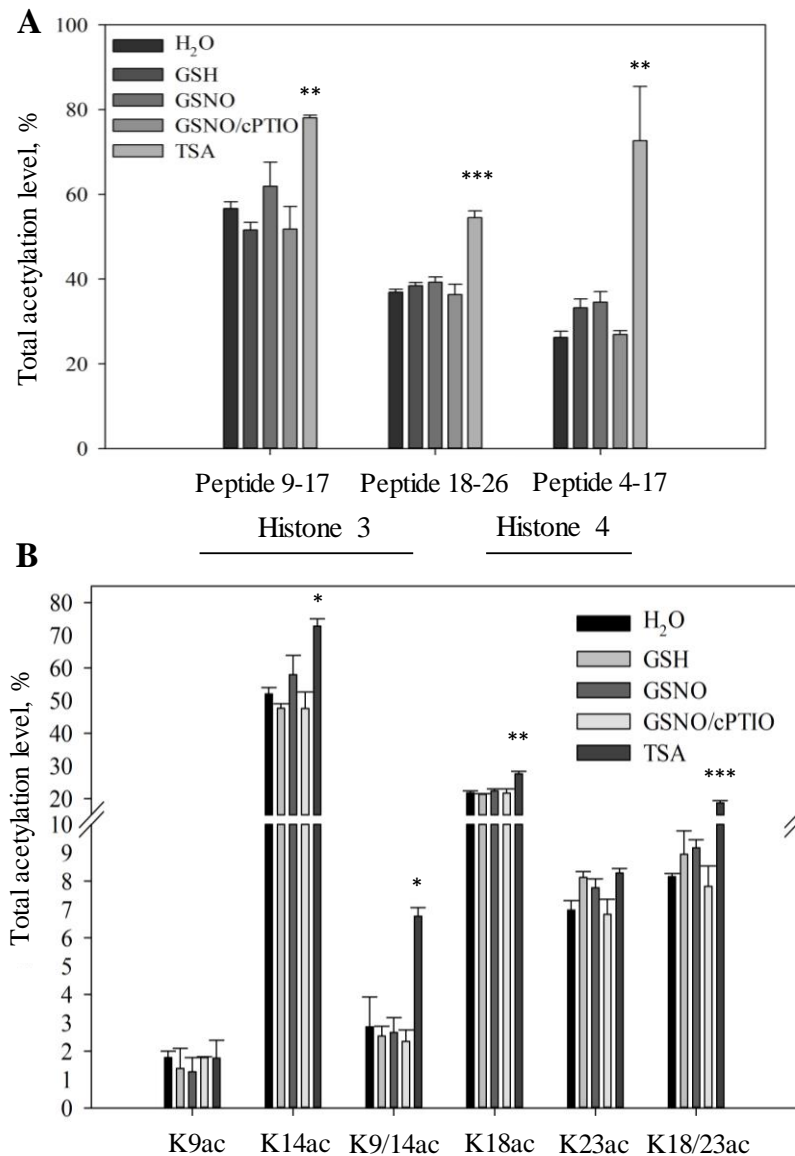 A
Total acetylation level, %
100
80
60
40
20
0
H₂O
GSH
GSNO
GSNO/cPTIO
TSA
**
***
**
Peptide 9-17 Peptide 18-26 Peptide 4-17
Histone 3 Histone 4
B
Total acetylation level, %
80
70
60
50
40
30
20
10
9
8
7
6
5
4
3
2
1
0
H₂O
GSH
GSNO
GSNO/cPTIO
TSA
*
*
**
***
K9ac K14ac K9/14ac K18ac K23ac K18/23ac